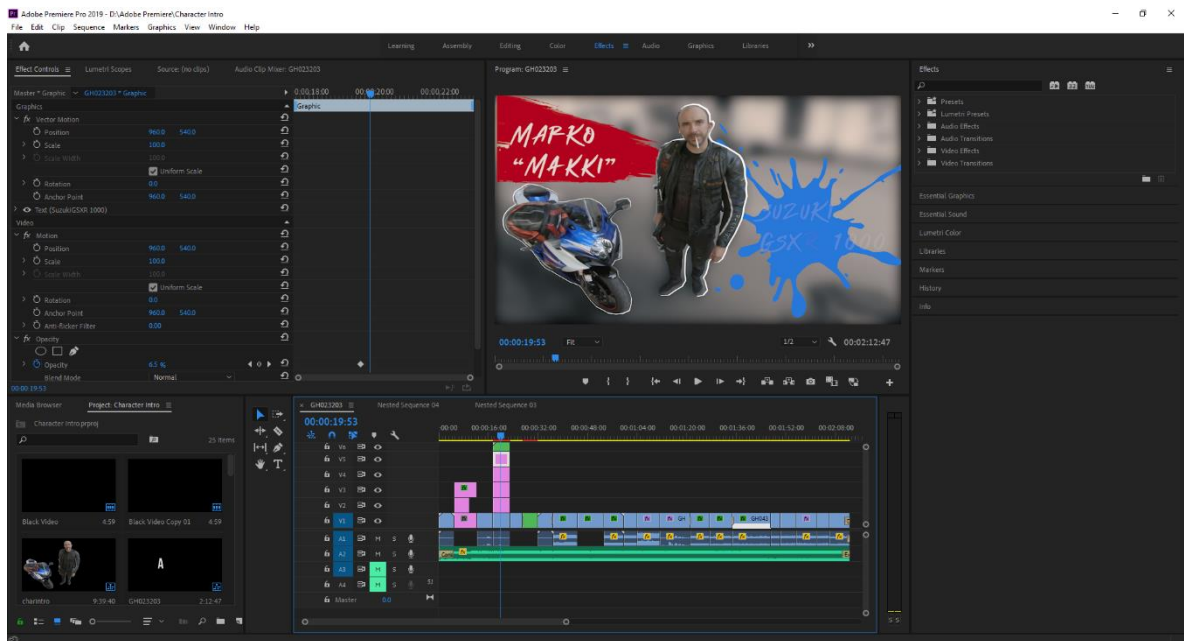 Adobe Premiere Pro 2019 - D:\Adobe Premiere\Character Intro
File Edit Clip Sequence Markers Graphics View Window Help
Learning Assembly Editing Color Effects Audio Graphics Libraries
Effect Controls Lumetri Scopes Source: (no clips) Audio Clip Mixer: GH023203
Master * Graphic GH023203 * Graphic
0:00;18:00 00:00:20:00 00:00:22:00
Graphics
Graphic
fx Vector Motion
Position 960.0 540.0
Scale 100.0
Scale Width 100.0
Uniform Scale
Rotation 0.0
Anchor Point 960.0 540.0
Text (Suzuki/GSXR 1000)
Video
fx Motion
Position 960.0 540.0
Scale 100.0
Scale Width 100.0
Uniform Scale
Rotation 0.0
Anchor Point 960.0 540.0
Anti-flicker Filter 0.00
fx Opacity
Opacity 6.5 %
Blend Mode Normal
00:00:19:53
Program: GH023203
МАРКО
“МАККІ”
SUZUKI
GSXR 1000
00:00:19:53 Fit 1/2 00:02:12:47
Effects
Presets
Lumetri Presets
Audio Effects
Audio Transitions
Video Effects
Video Transitions
Essential Graphics
Essential Sound
Lumetri Color
Libraries
Markers
History
Info
Media Browser Project: Character Intro
Character Intro.prproj
25 Items
Black Video 4:59 Black Video Copy 01 4:59
A
charintro 9:39:40 GH023203 2:12:47
GH023203 Nested Sequence 04 Nested Sequence 03
00:00:19:53
:00:00 00:00:16:00 00:00:32:00 00:00:48:00 00:01:04:00 00:01:20:00 00:01:36:00 00:01:52:00 00:02:08:00
V6
V5
V4
V3
V2
V1
A1 M S
A2 M S
A3 M S
A4 M S
Master 0.0
S S